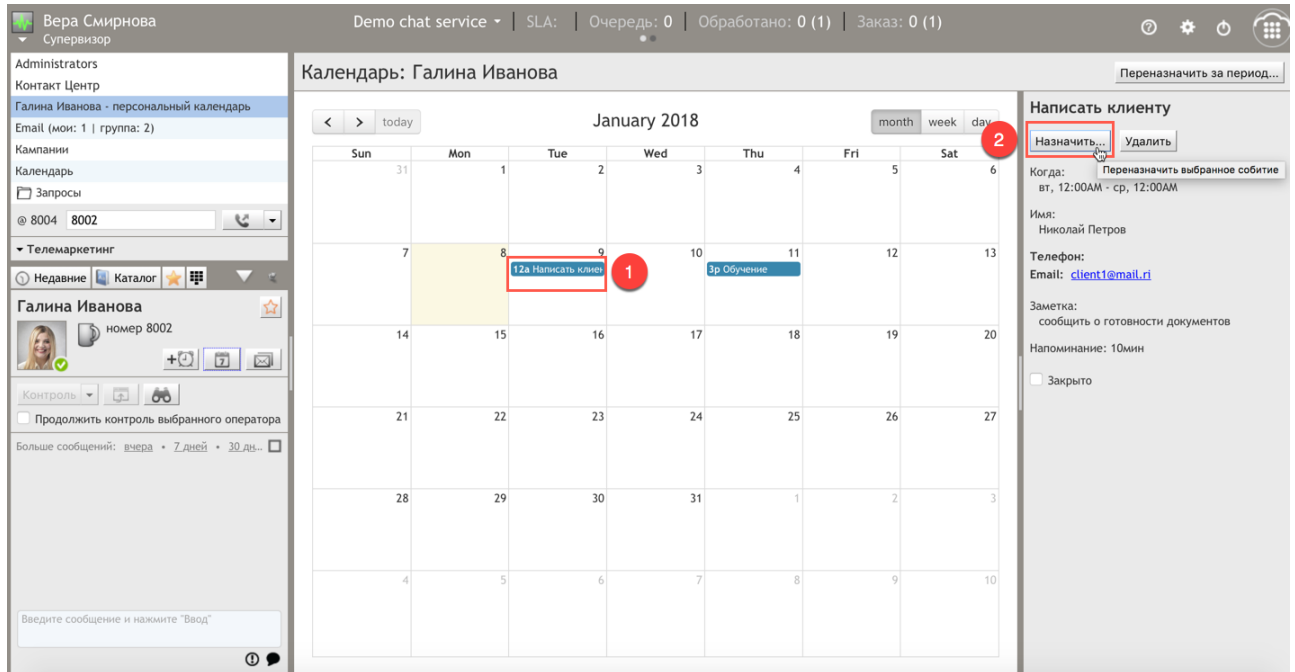 Вера Смирнова
Супервизор
Demo chat service SLA: Очередь: 0 Обработано: 0 (1) Заказ: 0 (1)
Administrators
Контакт Центр
Галина Иванова - персональный календарь
Email (мои: 1 | группа: 2)
Кампании
Календарь
Запросы
@ 8004 8002
Телемаркетинг
Недавние Каталог
Галина Иванова
номер 8002
+ 7
Контроль
Продолжить контроль выбранного оператора
Больше сообщений: вчера • 7 дней • 30 дн...
Введите сообщение и нажмите "Ввод"
Календарь: Галина Иванова
Переназначить за период...
< > today
January 2018
month week day
Sun Mon Tue Wed Thu Fri Sat
31 1 2 3 4 5 6
7 8 9 10 11 12 13
12a Написать клиен 1 3p Обучение
14 15 16 17 18 19 20
21 22 23 24 25 26 27
28 29 30 31 1 2 3
4 5 6 7 8 9 10
Написать клиенту
2 Назначить... Удалить
Переназначить выбранное событие
Когда:
вт, 12:00AM - ср, 12:00AM
Имя:
Николай Петров
Телефон:
Email: client1@mail.ri
Заметка:
сообщить о готовности документов
Напоминание: 10мин
Закрыто